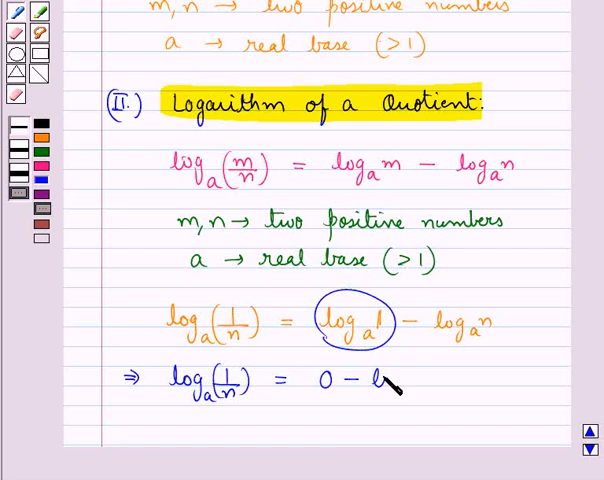 m, n → two positive numbers
a → real base (>1)
(II.) Logarithm of a Quotient:
logₐ(m/n) = logₐm − logₐn
m, n → two positive numbers
a → real base (>1)
logₐ(1/n) = logₐ1 − logₐn
⇒ logₐ(1/n) = 0 − l